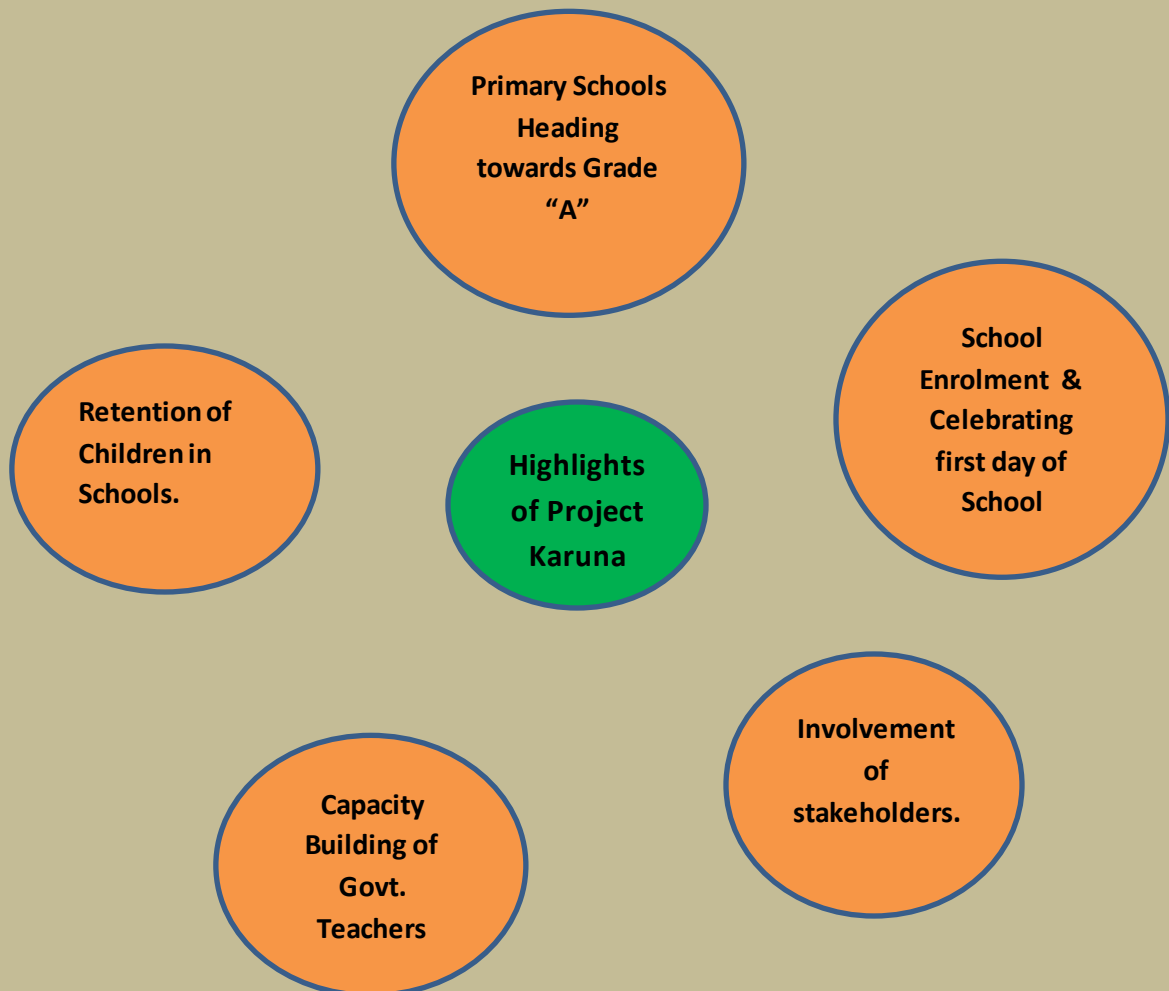 Primary Schools
Heading
towards Grade
“A”
School
Enrolment &
Celebrating
first day of
School
Retention of
Children in
Schools.
Highlights
of Project
Karuna
Involvement
of
stakeholders.
Capacity
Building of
Govt.
Teachers